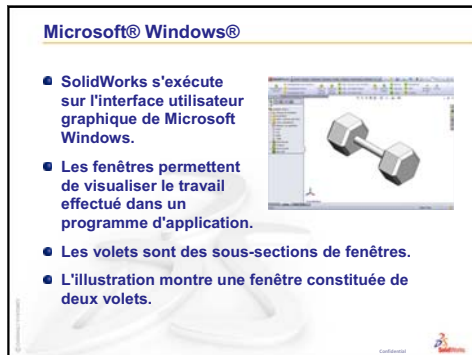 Microsoft® Windows®
SolidWorks s'exécute
sur l'interface utilisateur
graphique de Microsoft
Windows.
Les fenêtres permettent
de visualiser le travail
effectué dans un
programme d'application.
Les volets sont des sous-sections de fenêtres.
L'illustration montre une fenêtre constituée de
deux volets.
Confidential
SolidWorks